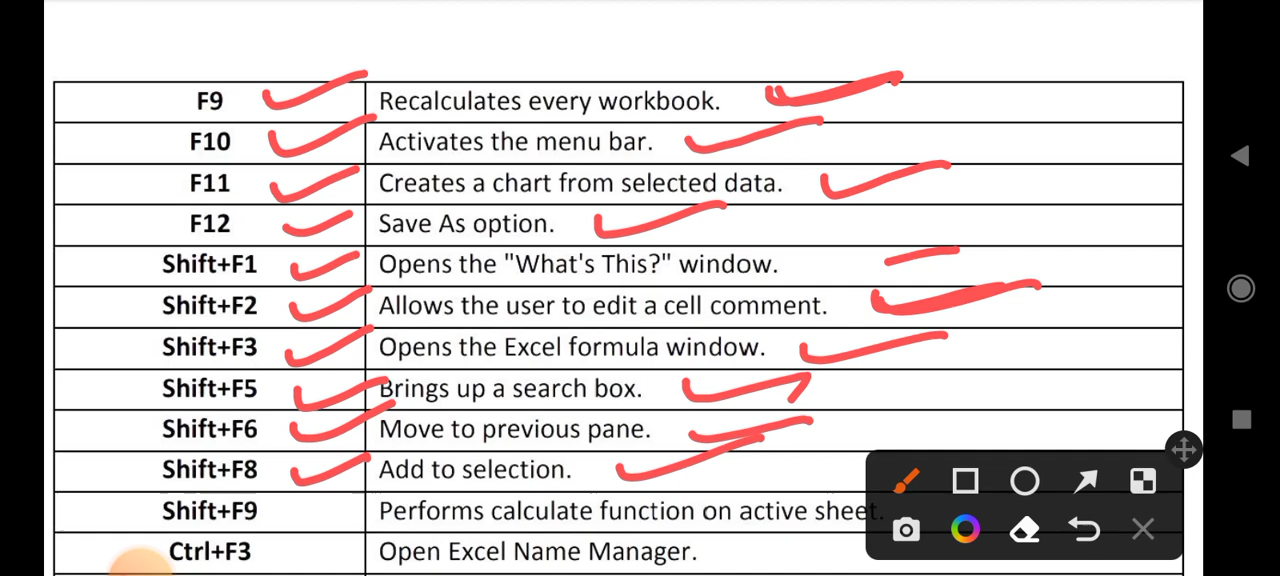 F9 Recalculates every workbook.
F10 Activates the menu bar.
F11 Creates a chart from selected data.
F12 Save As option.
Shift+F1 Opens the "What's This?" window.
Shift+F2 Allows the user to edit a cell comment.
Shift+F3 Opens the Excel formula window.
Shift+F5 Brings up a search box.
Shift+F6 Move to previous pane.
Shift+F8 Add to selection.
Shift+F9 Performs calculate function on active sheet.
Ctrl+F3 Open Excel Name Manager.